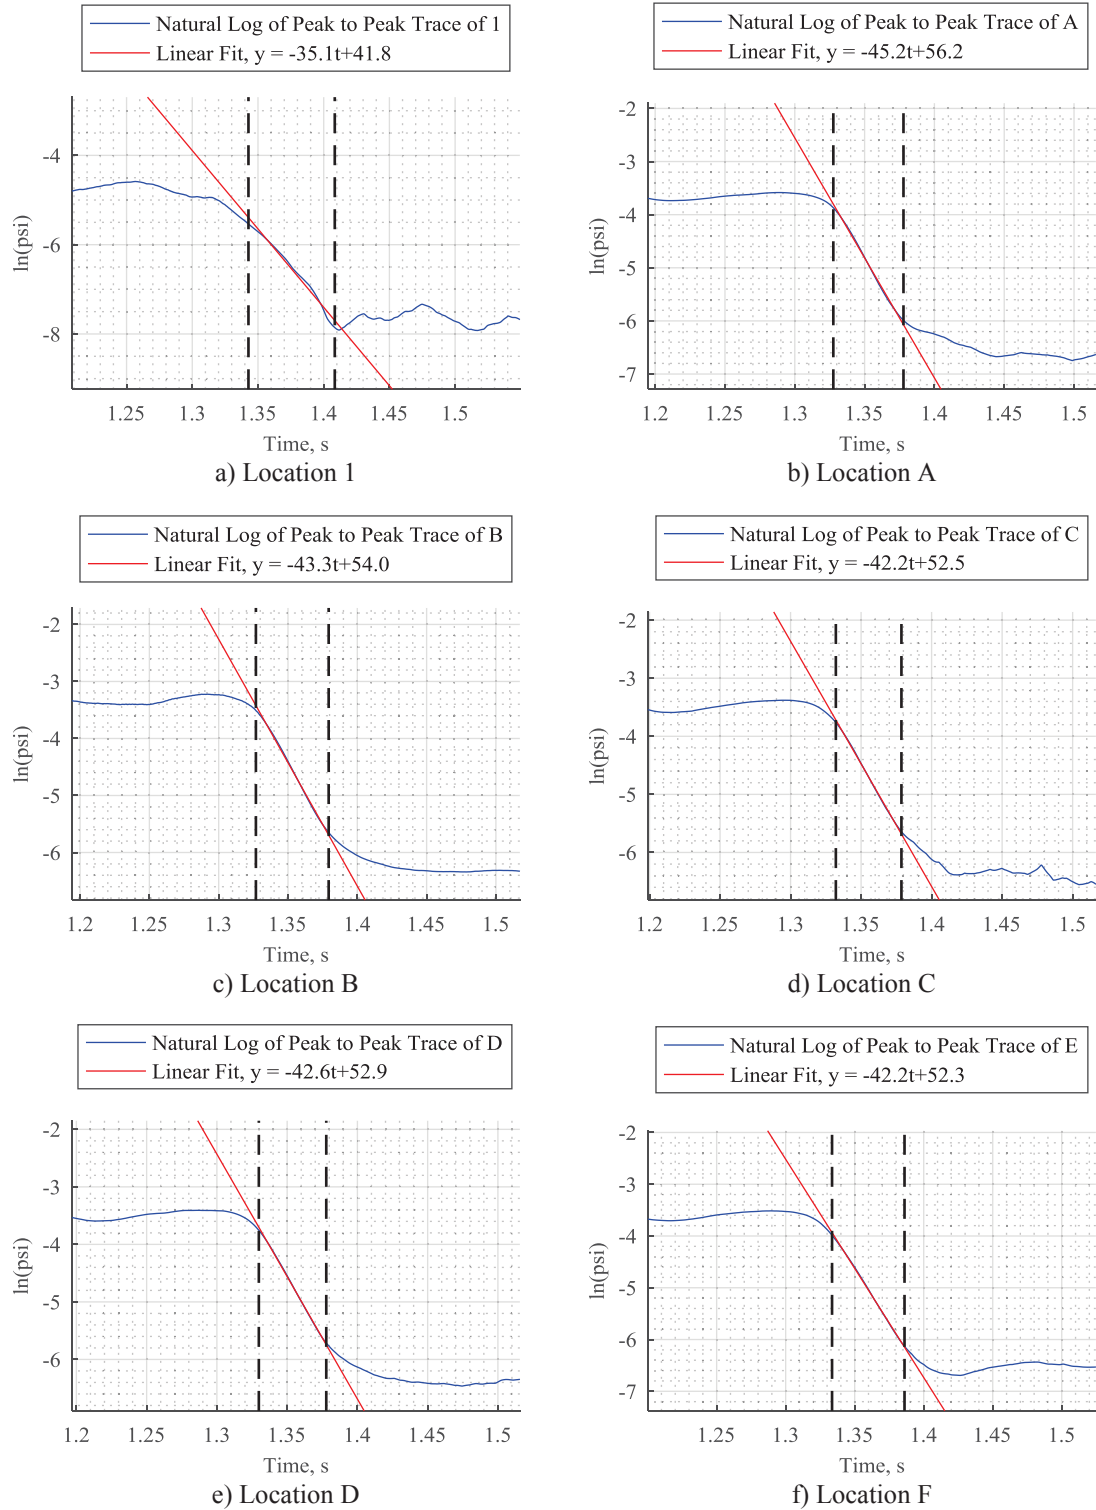 Natural Log of Peak to Peak Trace of 1
Linear Fit, y = -35.1t+41.8
-4
-6
-8
ln(psi)
1.25
1.3
1.35
1.4
1.45
1.5
Time, s
a) Location 1
Natural Log of Peak to Peak Trace of A
Linear Fit, y = -45.2t+56.2
-2
-3
-4
-5
-6
-7
ln(psi)
1.2
1.25
1.3
1.35
1.4
1.45
1.5
Time, s
b) Location A
Natural Log of Peak to Peak Trace of B
Linear Fit, y = -43.3t+54.0
-2
-3
-4
-5
-6
ln(psi)
1.2
1.25
1.3
1.35
1.4
1.45
1.5
Time, s
c) Location B
Natural Log of Peak to Peak Trace of C
Linear Fit, y = -42.2t+52.5
-2
-3
-4
-5
-6
ln(psi)
1.2
1.25
1.3
1.35
1.4
1.45
1.5
Time, s
d) Location C
Natural Log of Peak to Peak Trace of D
Linear Fit, y = -42.6t+52.9
-2
-3
-4
-5
-6
ln(psi)
1.2
1.25
1.3
1.35
1.4
1.45
1.5
Time, s
e) Location D
Natural Log of Peak to Peak Trace of E
Linear Fit, y = -42.2t+52.3
-2
-3
-4
-5
-6
-7
ln(psi)
1.25
1.3
1.35
1.4
1.45
1.5
Time, s
f) Location F